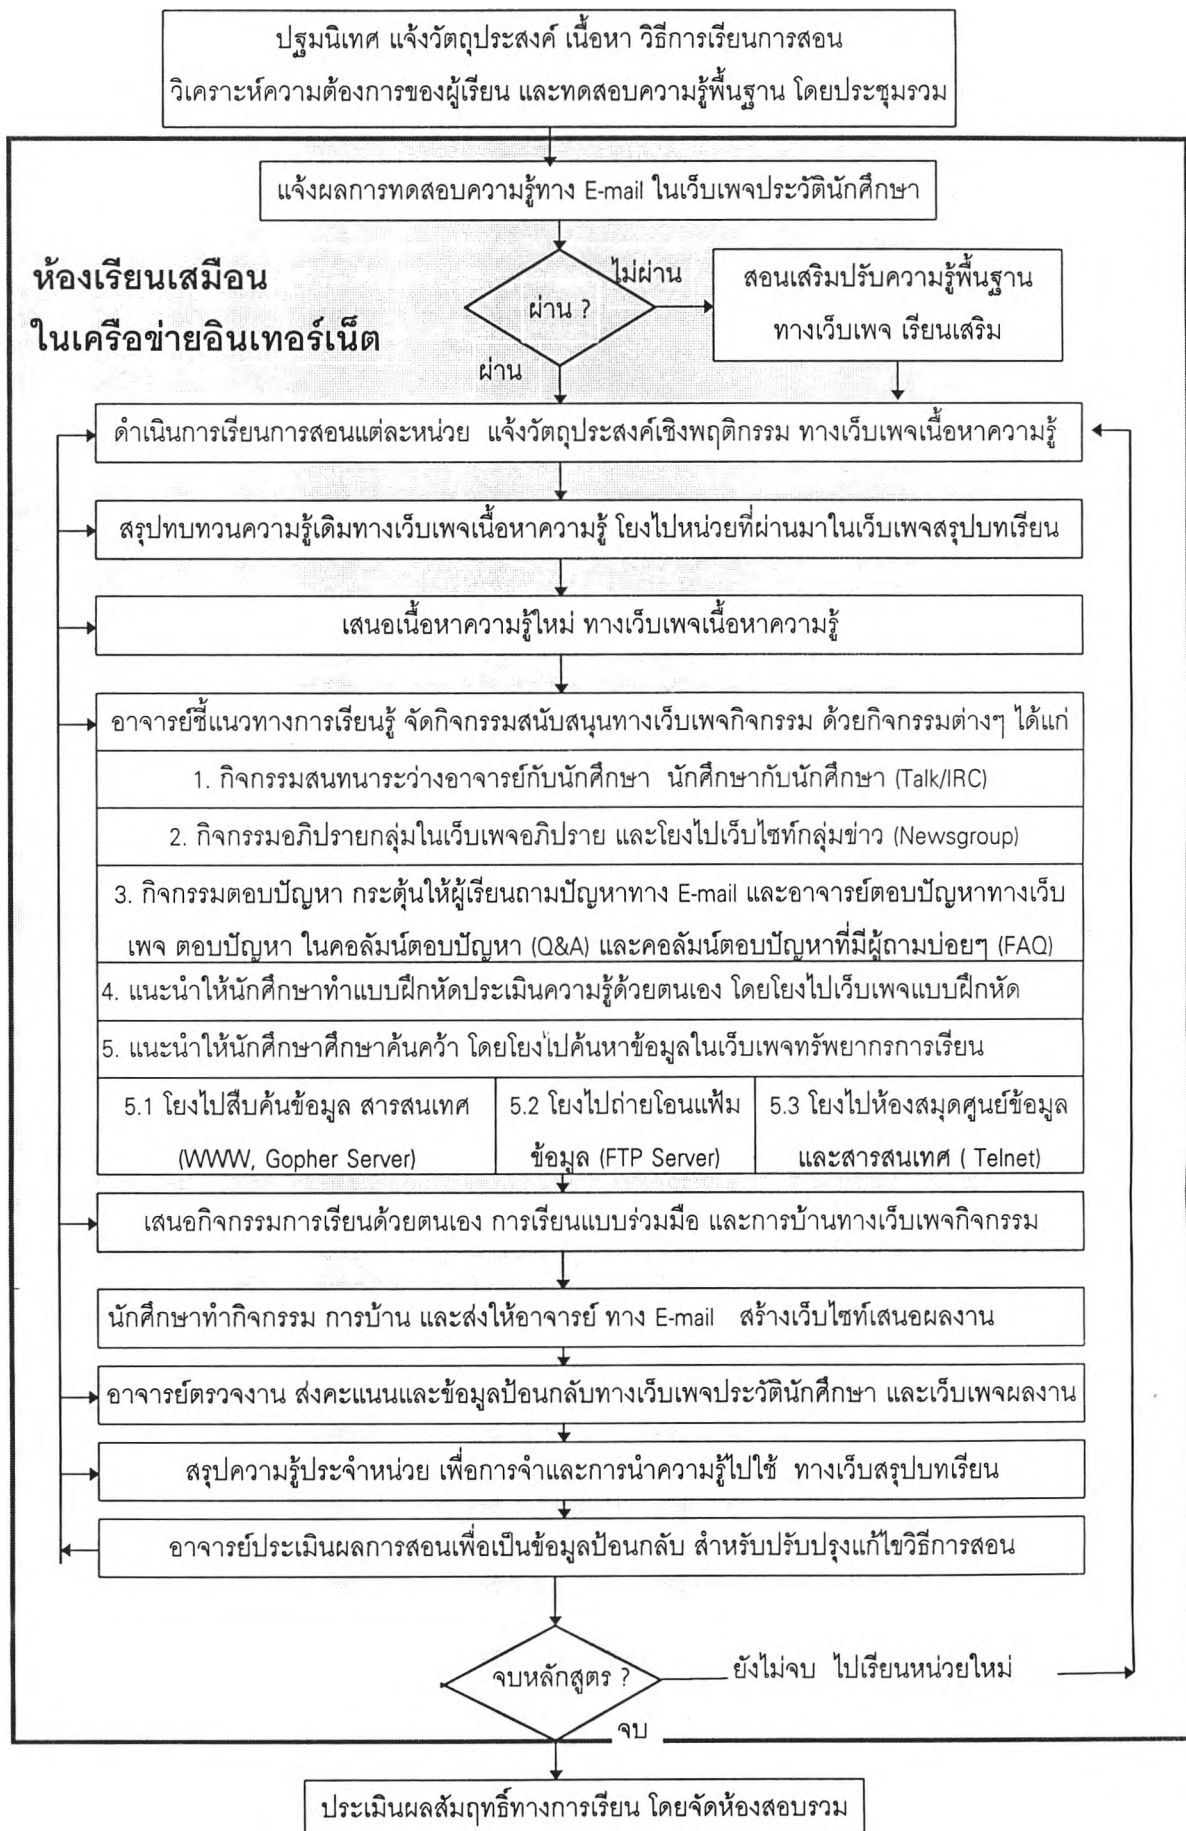 ปฐมนิเทศ แจ้งวัตถุประสงค์ เนื้อหา วิธีการเรียนการสอน
วิเคราะห์ความต้องการของผู้เรียน และทดสอบความรู้พื้นฐาน โดยประชุมรวม
แจ้งผลการทดสอบความรู้ทาง E-mail ในเว็บเพจประวัตินักศึกษา
ห้องเรียนเสมือน
ในเครือข่ายอินเทอร์เน็ต
ผ่าน ?
ไม่ผ่าน
สอนเสริมปรับความรู้พื้นฐาน
ทางเว็บเพจ เรียนเสริม
ผ่าน
ดำเนินการเรียนการสอนแต่ละหน่วย แจ้งวัตถุประสงค์เชิงพฤติกรรม ทางเว็บเพจเนื้อหาความรู้
สรุปทบทวนความรู้เดิมทางเว็บเพจเนื้อหาความรู้ โยงไปหน่วยที่ผ่านมาในเว็บเพจสรุปบทเรียน
เสนอเนื้อหาความรู้ใหม่ ทางเว็บเพจเนื้อหาความรู้
อาจารย์ชี้แนวทางการเรียนรู้ จัดกิจกรรมสนับสนุนทางเว็บเพจกิจกรรม ด้วยกิจกรรมต่างๆ ได้แก่
1. กิจกรรมสนทนาระว่างอาจารย์กับนักศึกษา นักศึกษากับนักศึกษา (Talk/IRC)
2. กิจกรรมอภิปรายกลุ่มในเว็บเพจอภิปราย และโยงไปเว็บไซท์กลุ่มข่าว (Newsgroup)
3. กิจกรรมตอบปัญหา กระตุ้นให้ผู้เรียนถามปัญหาทาง E-mail และอาจารย์ตอบปัญหาทางเว็บ
เพจ ตอบปัญหา ในคอลัมน์ตอบปัญหา (Q&A) และคอลัมน์ตอบปัญหาที่มีผู้ถามบ่อยๆ (FAQ)
4. แนะนำให้นักศึกษาทำแบบฝึกหัดประเมินความรู้ด้วยตนเอง โดยโยงไปเว็บเพจแบบฝึกหัด
5. แนะนำให้นักศึกษาศึกษาค้นคว้า โดยโยงไปค้นหาข้อมูลในเว็บเพจทรัพยากรการเรียน
5.1 โยงไปสืบค้นข้อมูล สารสนเทศ
(WWW, Gopher Server)
5.2 โยงไปถ่ายโอนแฟ้ม
ข้อมูล (FTP Server)
5.3 โยงไปห้องสมุดศูนย์ข้อมูล
และสารสนเทศ ( Telnet)
เสนอกิจกรรมการเรียนด้วยตนเอง การเรียนแบบร่วมมือ และการบ้านทางเว็บเพจกิจกรรม
นักศึกษาทำกิจกรรม การบ้าน และส่งให้อาจารย์ ทาง E-mail สร้างเว็บไซท์เสนอผลงาน
อาจารย์ตรวจงาน ส่งคะแนนและข้อมูลป้อนกลับทางเว็บเพจประวัตินักศึกษา และเว็บเพจผลงาน
สรุปความรู้ประจำหน่วย เพื่อการจำและการนำความรู้ไปใช้ ทางเว็บสรุปบทเรียน
อาจารย์ประเมินผลการสอนเพื่อเป็นข้อมูลป้อนกลับ สำหรับปรับปรุงแก้ไขวิธีการสอน
จบหลักสูตร ?
ยังไม่จบ ไปเรียนหน่วยใหม่
จบ
ประเมินผลสัมฤทธิ์ทางการเรียน โดยจัดห้องสอบรวม